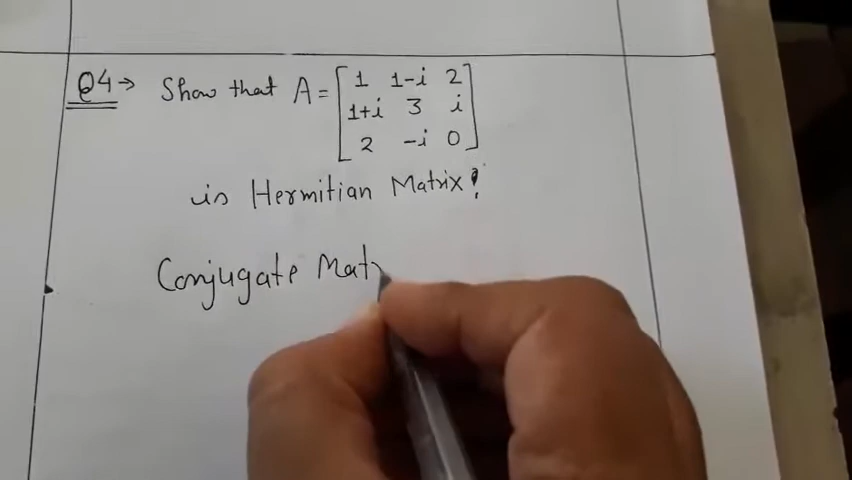 Q4→ Show that A = [ 1 1-i 2
1+i 3 i
2 -i 0 ]
is Hermitian Matrix?
Conjugate Mat